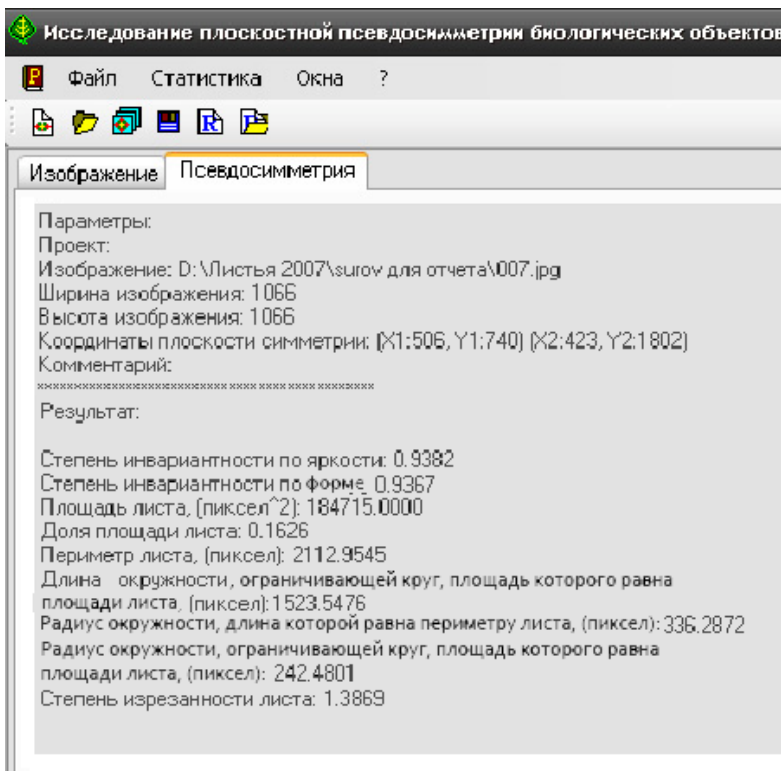 Исследование плоскостной псевдосимметрии биологических объектов
Файл Статистика Окна ?
Изображение Псевдосимметрия
Параметры:
Проект:
Изображение: D:\Листья 2007\surov для отчета\007.jpg
Ширина изображения: 1066
Высота изображения: 1066
Координаты плоскости симметрии: (X1:506, Y1:740) (X2:423, Y2:1802)
Комментарий:
××××××××××××××××××××××××××××××××××××××××××××××××
Результат:
Степень инвариантности по яркости: 0.9382
Степень инвариантности по форме 0.9367
Площадь листа, (пиксел^2): 184715.0000
Доля площади листа: 0.1626
Периметр листа, (пиксел): 2112.9545
Длина окружности, ограничивающей круг, площадь которого равна
площади листа, (пиксел): 1523.5476
Радиус окружности, длина которой равна периметру листа, (пиксел): 336.2872
Радиус окружности, ограничивающей круг, площадь которого равна
площади листа, (пиксел): 242.4801
Степень изрезанности листа: 1.3869